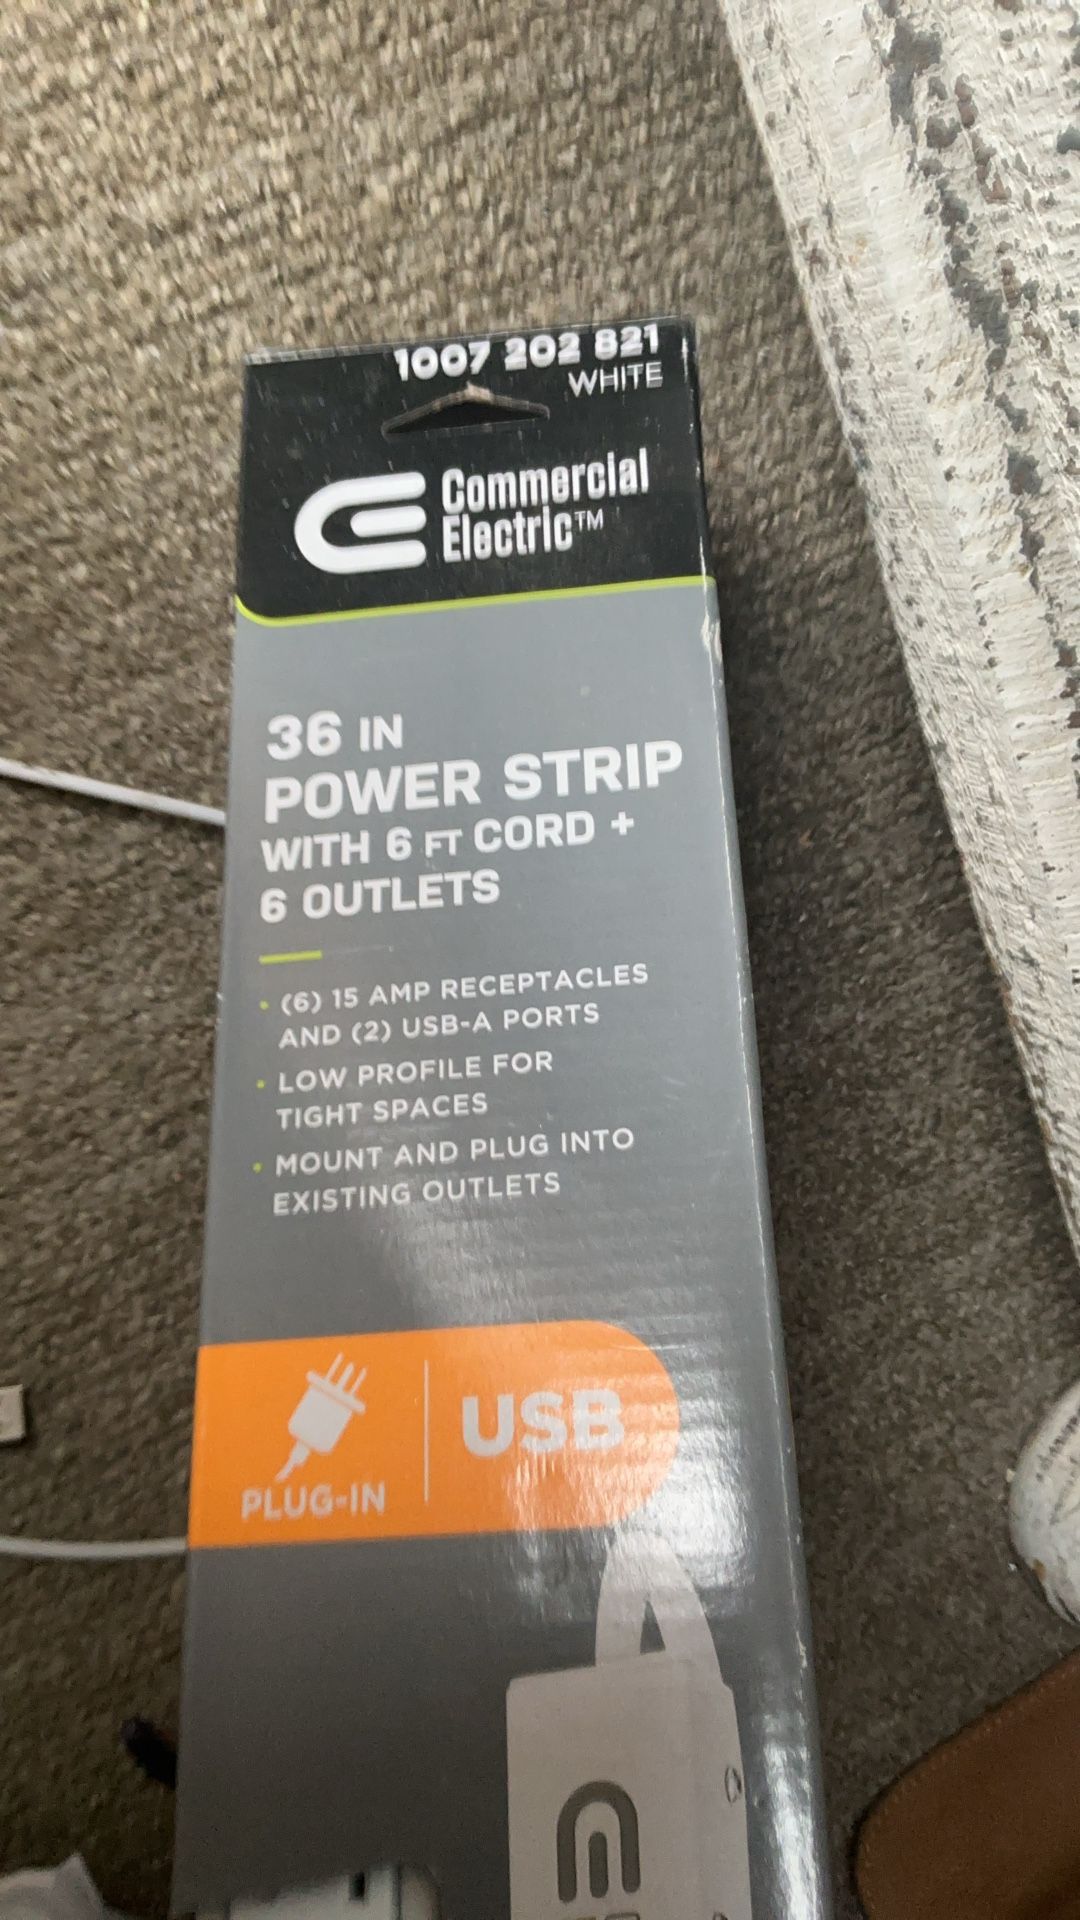 1007 202 821
WHITE
Commercial
Electric™
36 IN
POWER STRIP
WITH 6 FT CORD +
6 OUTLETS
• (6) 15 AMP RECEPTACLES
AND (2) USB-A PORTS
• LOW PROFILE FOR
TIGHT SPACES
• MOUNT AND PLUG INTO
EXISTING OUTLETS
PLUG-IN
USB